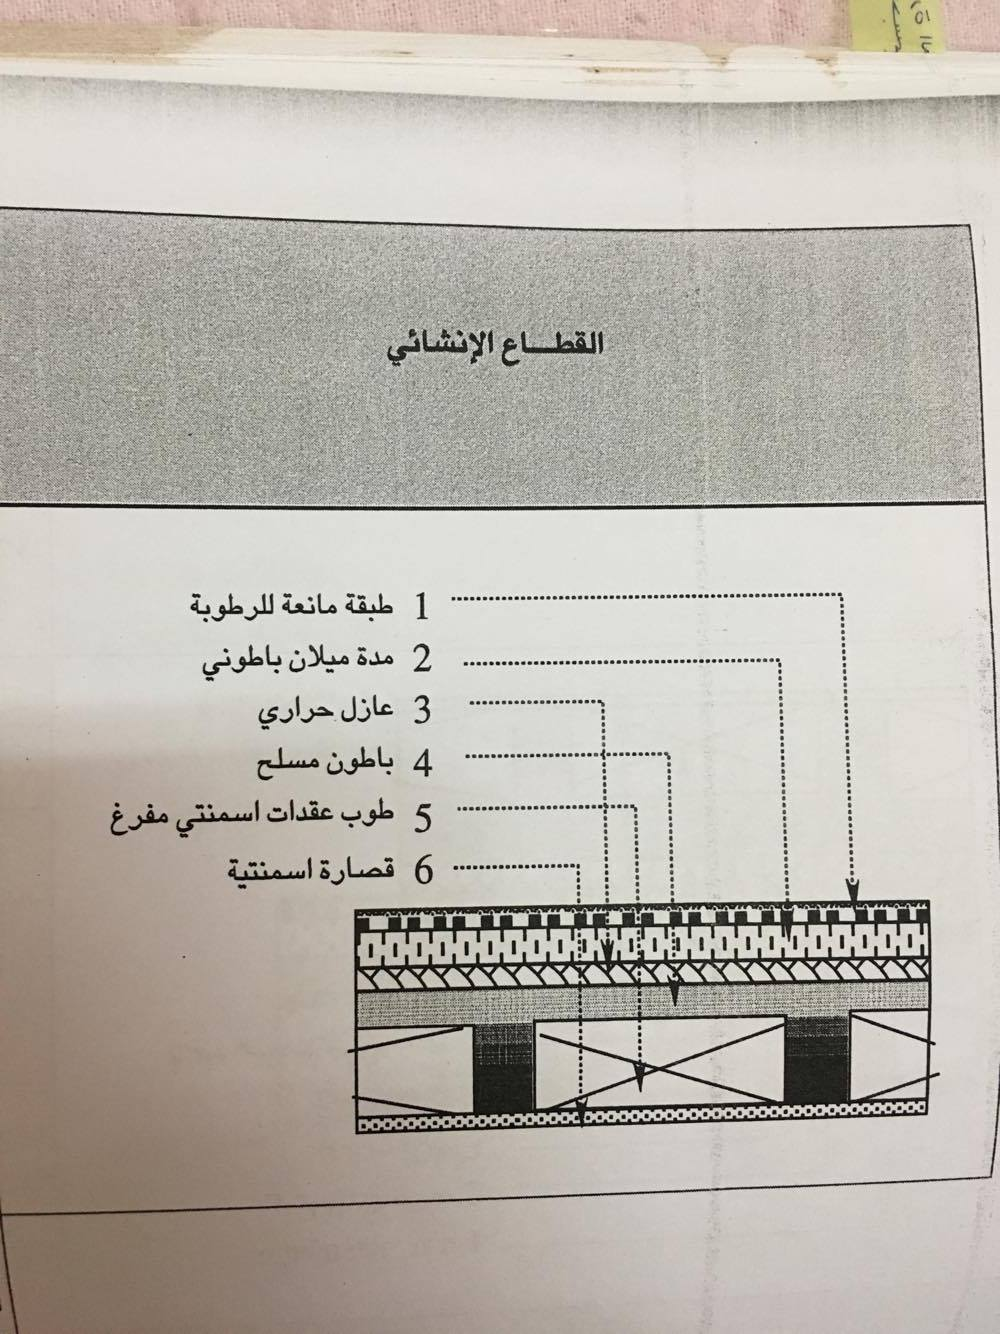 القطاع الإنشائي
1 طبقة مانعة للرطوبة
2 مدة ميلان باطوني
3 عازل حراري
4 باطون مسلح
5 طوب عقدات اسمنتي مفرغ
6 قصارة اسمنتية